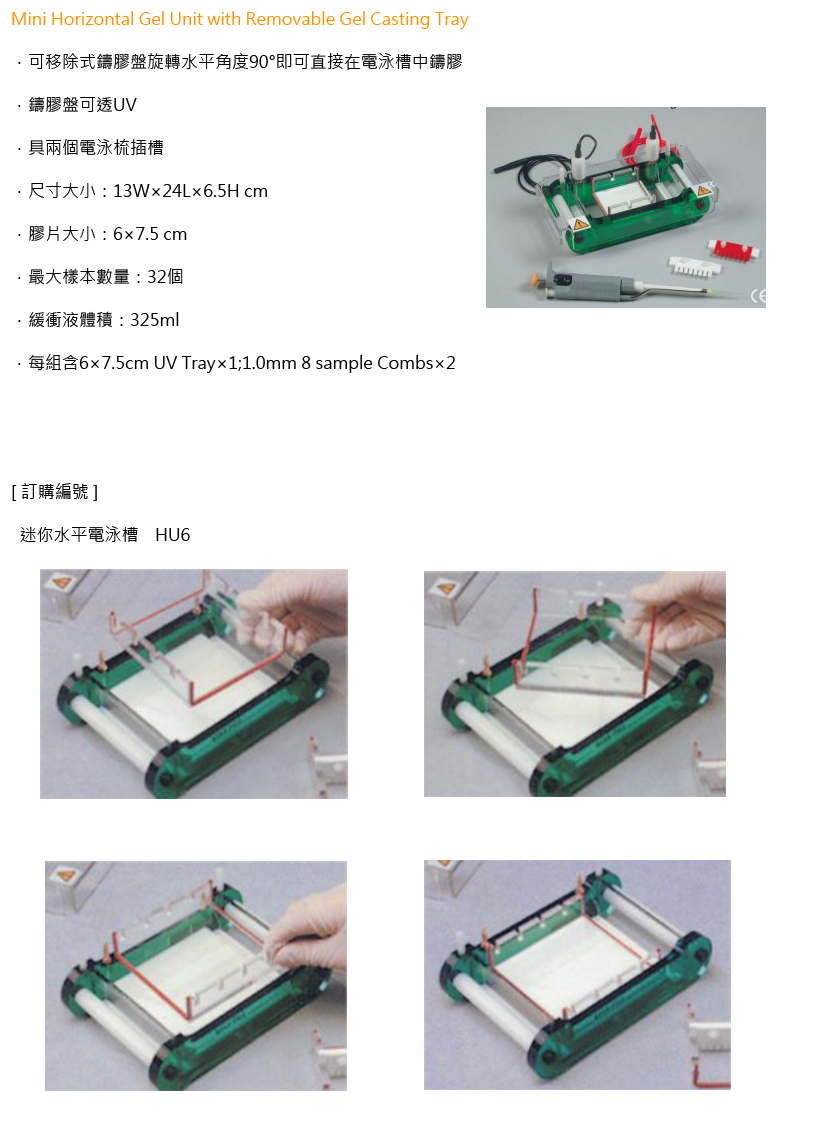 Mini Horizontal Gel Unit with Removable Gel Casting Tray
．可移除式鑄膠盤旋轉水平角度90°即可直接在電泳槽中鑄膠
．鑄膠盤可透UV
．具兩個電泳梳插槽
．尺寸大小：13W×24L×6.5H cm
．膠片大小：6×7.5 cm
．最大樣本數量：32個
．緩衝液體積：325ml
．每組含6×7.5cm UV Tray×1;1.0mm 8 sample Combs×2
CE
[ 訂購編號 ]
迷你水平電泳槽　HU6